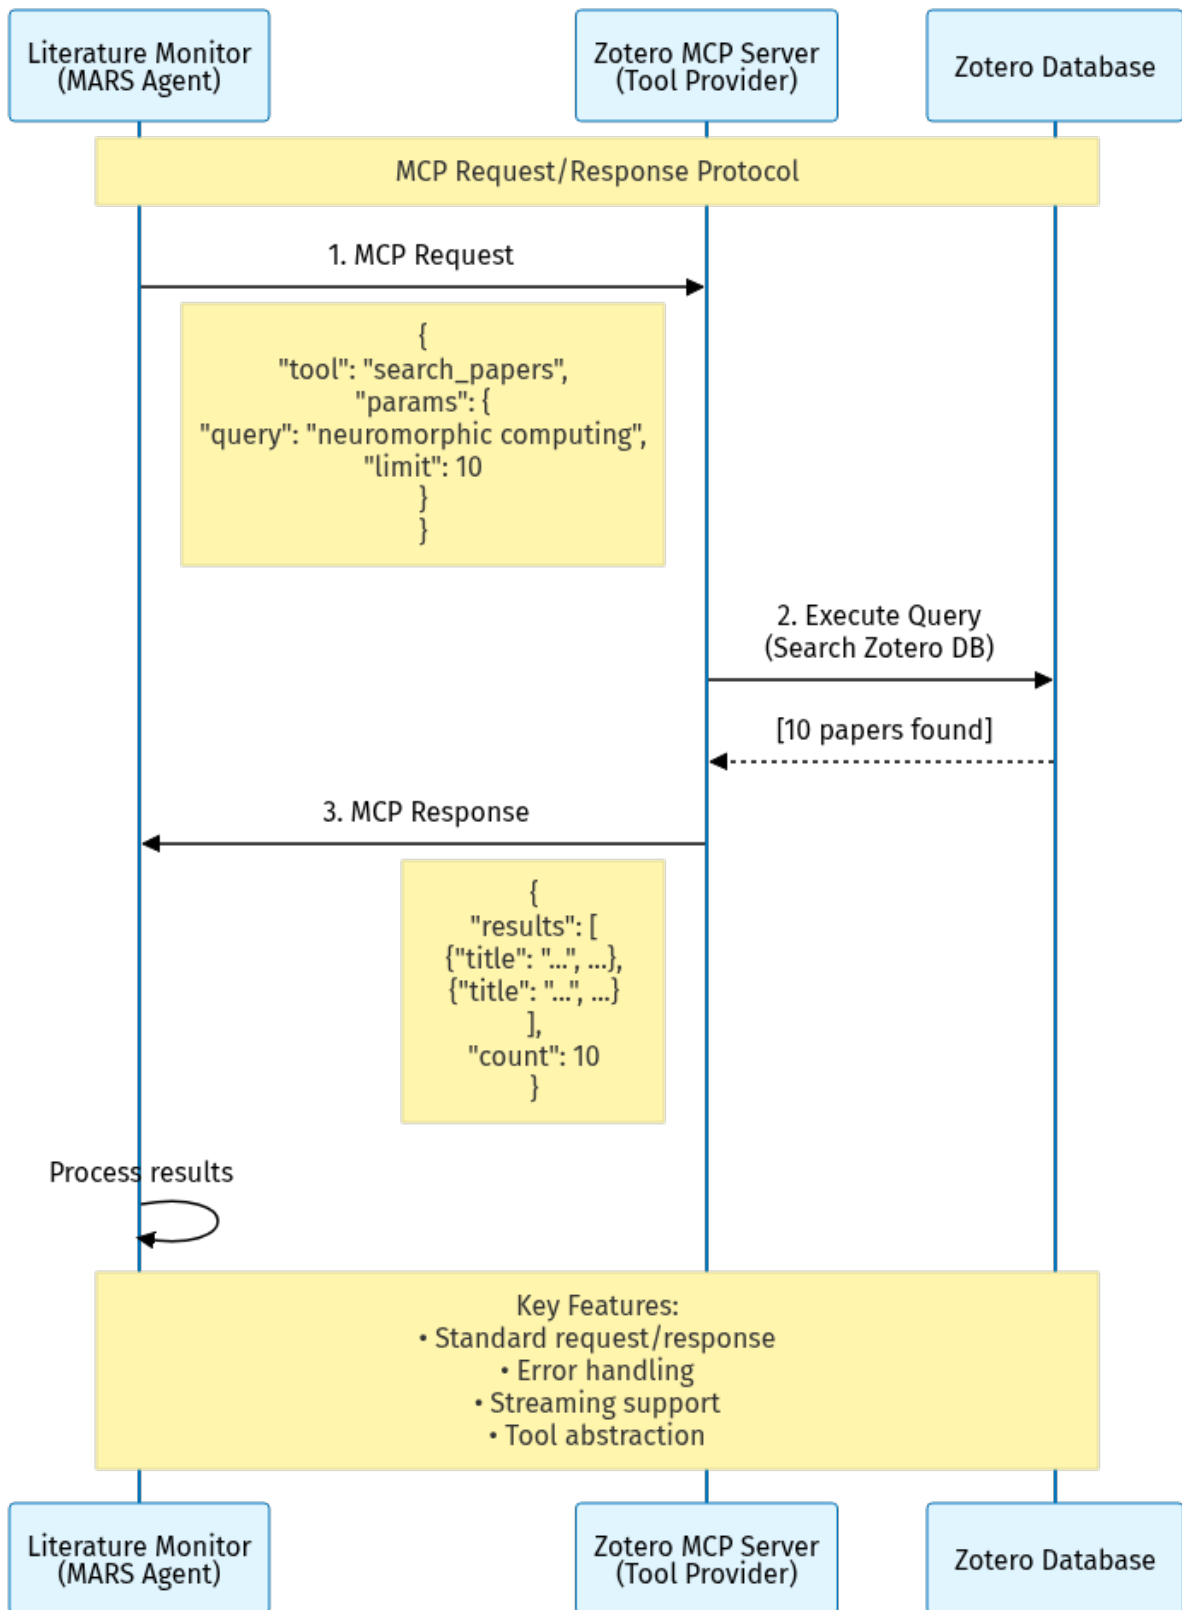 Literature Monitor
(MARS Agent)
Zotero MCP Server
(Tool Provider)
Zotero Database
MCP Request/Response Protocol
1. MCP Request
{
"tool": "search_papers",
"params": {
"query": "neuromorphic computing",
"limit": 10
}
}
2. Execute Query
(Search Zotero DB)
[10 papers found]
3. MCP Response
{
"results": [
{"title": "...", ...},
{"title": "...", ...}
],
"count": 10
}
Process results
Key Features:
• Standard request/response
• Error handling
• Streaming support
• Tool abstraction
Literature Monitor
(MARS Agent)
Zotero MCP Server
(Tool Provider)
Zotero Database